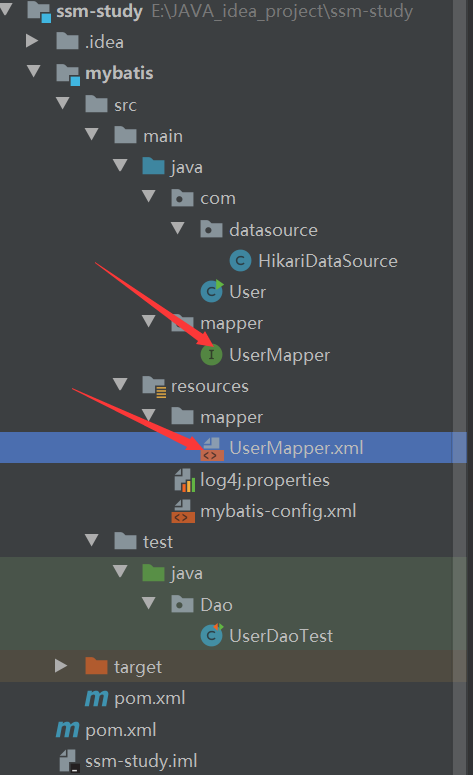 ssm-study E:\JAVA_idea_project\ssm-study
.idea
mybatis
src
main
java
com
datasource
HikariDataSource
User
mapper
UserMapper
resources
mapper
UserMapper.xml
log4j.properties
mybatis-config.xml
test
java
Dao
UserDaoTest
target
pom.xml
pom.xml
ssm-study.iml